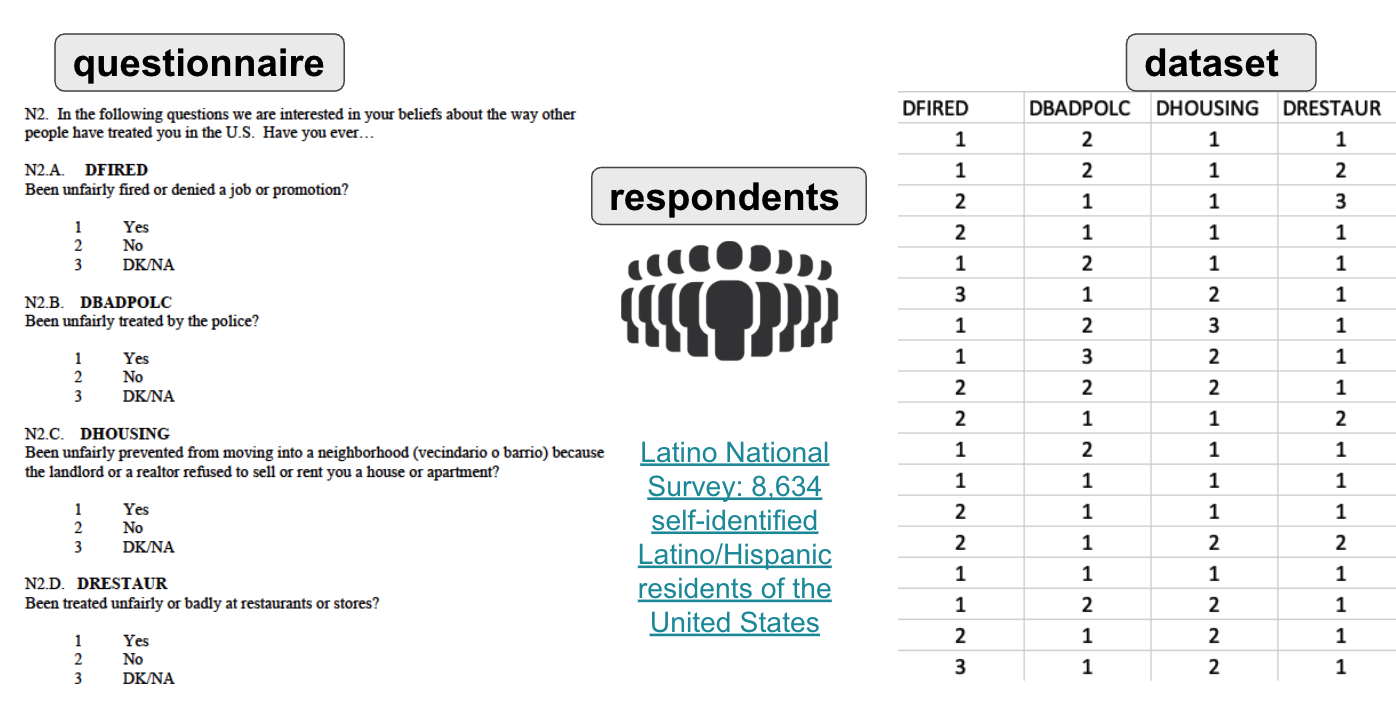 questionnaire
N2. In the following questions we are interested in your beliefs about the way other
people have treated you in the U.S. Have you ever…
N2.A. DFIRED
Been unfairly fired or denied a job or promotion?
1 Yes
2 No
3 DK/NA
N2.B. DBADPOLC
Been unfairly treated by the police?
1 Yes
2 No
3 DK/NA
N2.C. DHOUSING
Been unfairly prevented from moving into a neighborhood (vecindario o barrio) because
the landlord or a realtor refused to sell or rent you a house or apartment?
1 Yes
2 No
3 DK/NA
N2.D. DRESTAUR
Been treated unfairly or badly at restaurants or stores?
1 Yes
2 No
3 DK/NA
respondents
Latino National
Survey: 8,634
self-identified
Latino/Hispanic
residents of the
United States
dataset
DFIRED DBADPOLC DHOUSING DRESTAUR
1 2 1 1
1 2 1 2
2 1 1 3
2 1 1 1
1 2 1 1
3 1 2 1
1 2 3 1
1 3 2 1
2 2 2 1
2 1 1 2
1 2 1 1
1 1 1 1
2 1 1 1
2 1 2 2
1 1 1 1
1 2 2 1
2 1 2 1
3 1 2 1